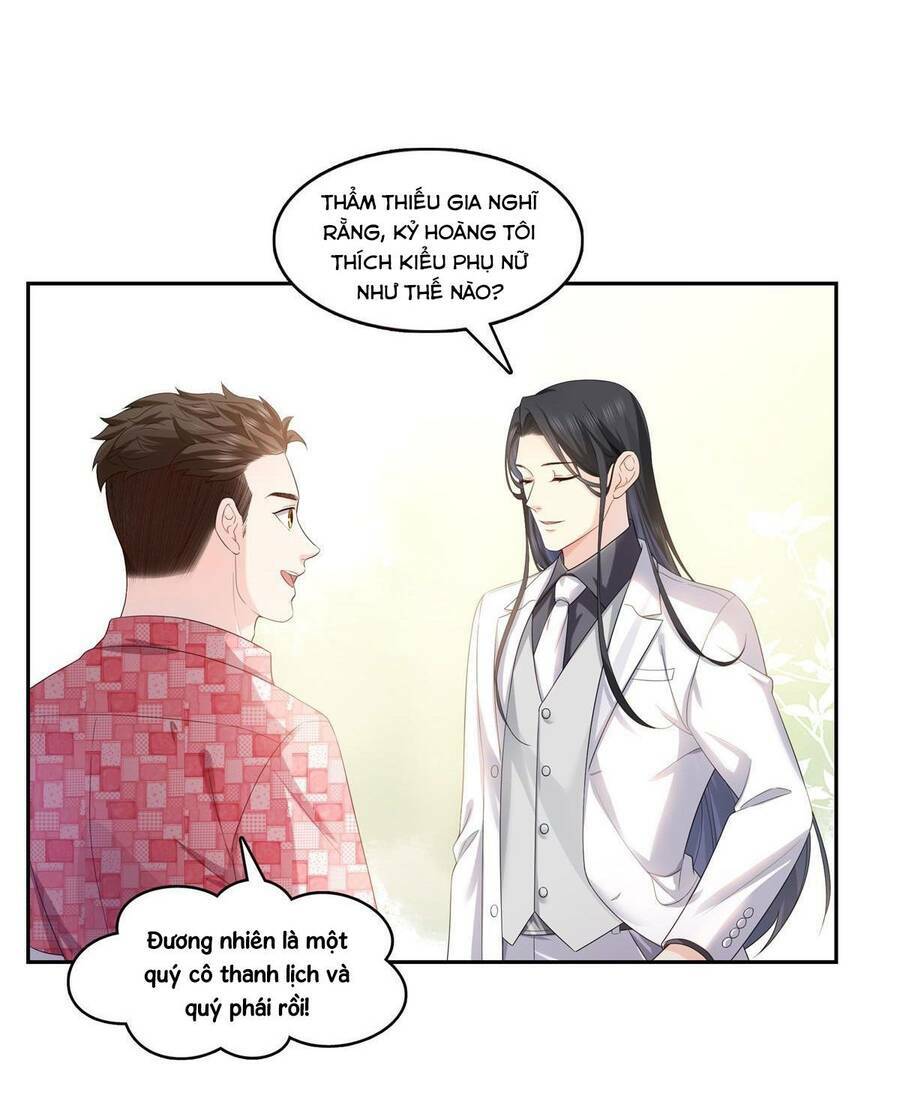 THẨM THIẾU GIA NGHĨ
RẰNG, KỶ HOÀNG TÔI
THÍCH KIỂU PHỤ NỮ
NHƯ THẾ NÀO?
Đương nhiên là một
quý cô thanh lịch và
quý phái rồi!